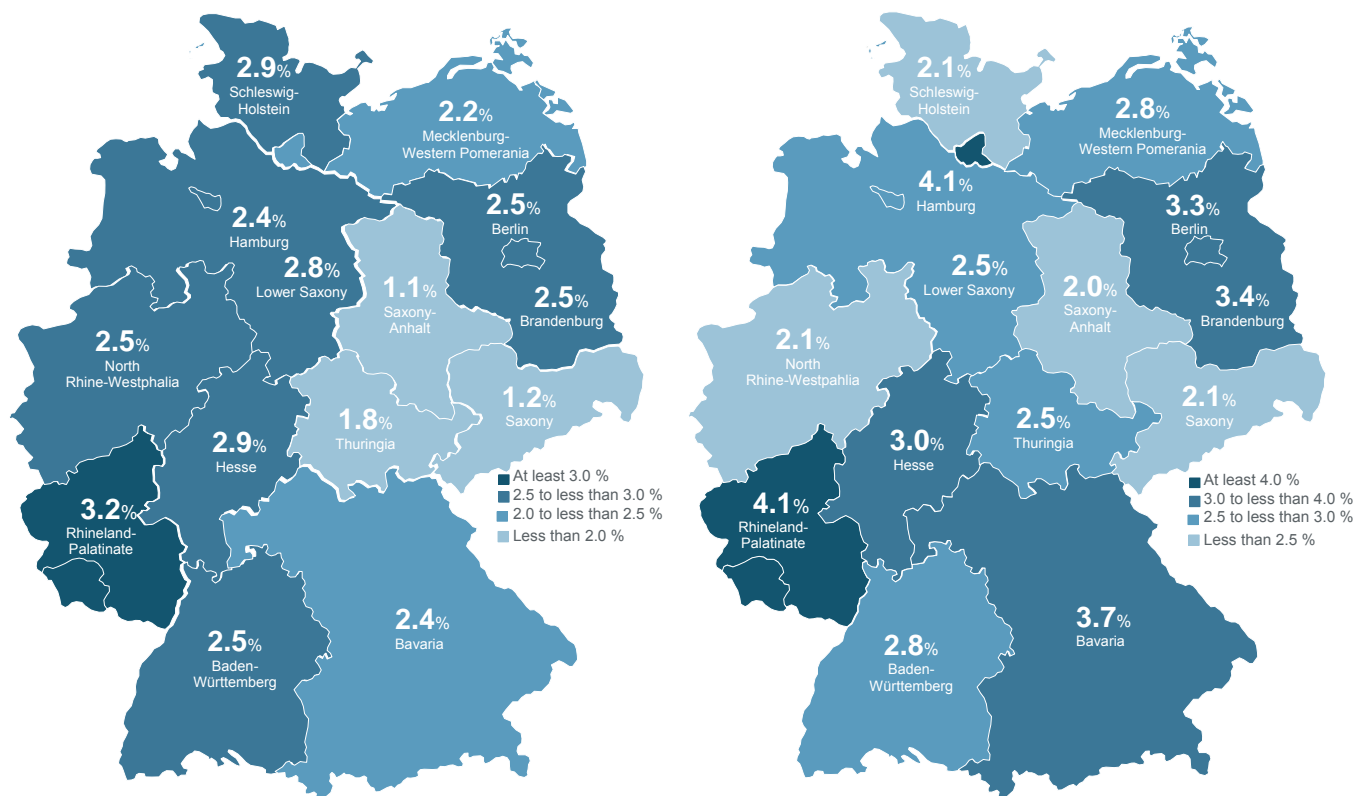 2.9%
Schleswig-
Holstein
2.2%
Mecklenburg-
Western Pomerania
2.4%
Hamburg
2.5%
Berlin
2.8%
Lower Saxony
1.1%
Saxony-
Anhalt
2.5%
Brandenburg
2.5%
North
Rhine-Westphalia
2.9%
Hesse
1.8%
Thuringia
1.2%
Saxony
3.2%
Rhineland-
Palatinate
2.5%
Baden-
Württemberg
2.4%
Bavaria
At least 3.0 %
2.5 to less than 3.0 %
2.0 to less than 2.5 %
Less than 2.0 %
2.1%
Schleswig-
Holstein
2.8%
Mecklenburg-
Western Pomerania
4.1%
Hamburg
3.3%
Berlin
2.5%
Lower Saxony
2.0%
Saxony-
Anhalt
3.4%
Brandenburg
2.1%
North
Rhine-Westpahlia
3.0%
Hesse
2.5%
Thuringia
2.1%
Saxony
4.1%
Rhineland-
Palatinate
2.8%
Baden-
Württemberg
3.7%
Bavaria
At least 4.0 %
3.0 to less than 4.0 %
2.5 to less than 3.0 %
Less than 2.5 %